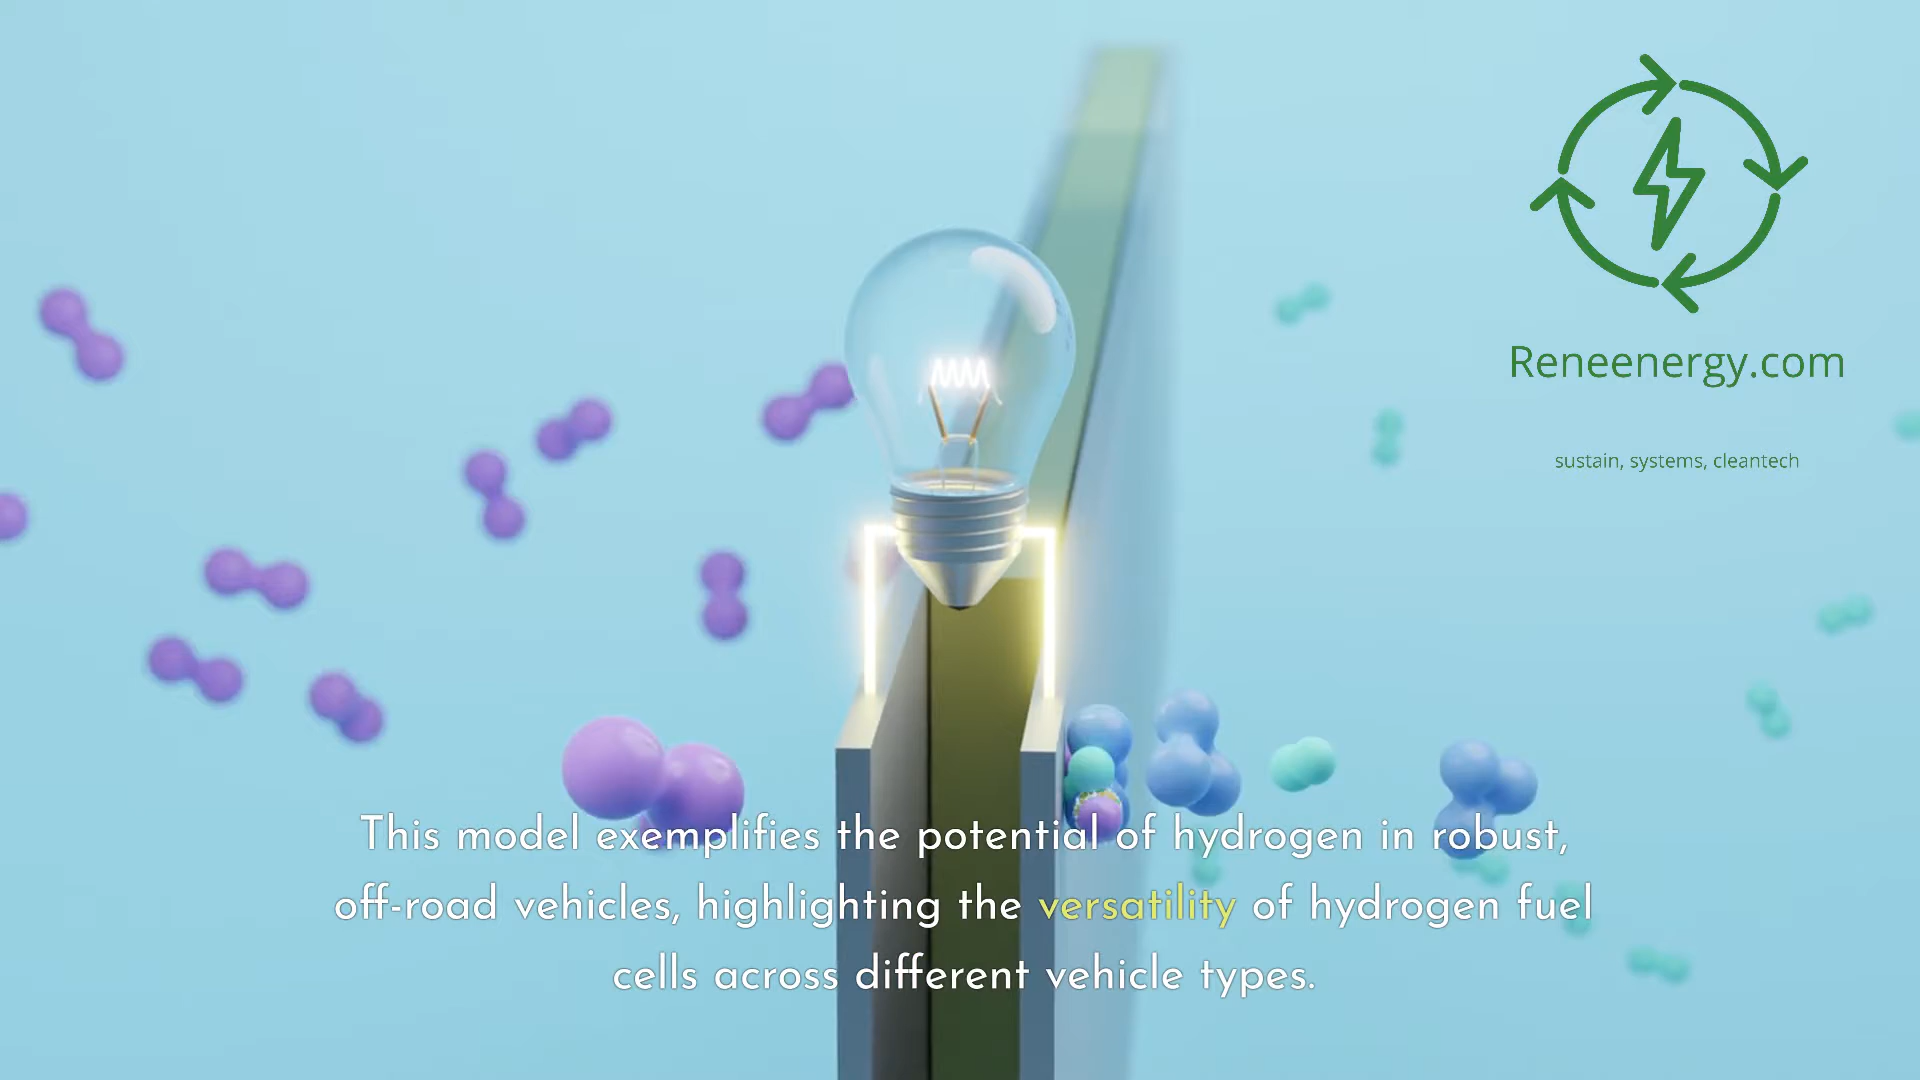 Reneenergy.com
sustain, systems, cleantech
This model exemplifies the potential of hydrogen in robust,
off-road vehicles, highlighting the versatility of hydrogen fuel
cells across different vehicle types.